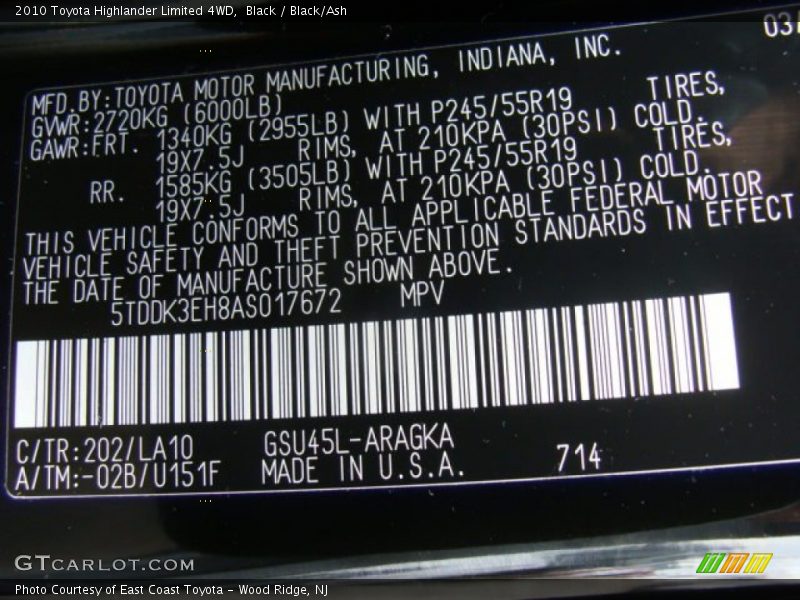 2010 Toyota Highlander Limited 4WD, Black / Black/Ash
MFD.BY:TOYOTA MOTOR MANUFACTURING, INDIANA, INC.
GVWR:2720KG (6000LB)
GAWR:FRT. 1340KG (2955LB) WITH P245/55R19 TIRES,
19X7.5J RIMS, AT 210KPA (30PSI) COLD.
RR. 1585KG (3505LB) WITH P245/55R19 TIRES,
19X7.5J RIMS, AT 210KPA (30PSI) COLD.
THIS VEHICLE CONFORMS TO ALL APPLICABLE FEDERAL MOTOR
VEHICLE SAFETY AND THEFT PREVENTION STANDARDS IN EFFECT
THE DATE OF MANUFACTURE SHOWN ABOVE.
5TDDK3EH8AS017672 MPV
C/TR:202/LA10 GSU45L-ARAGKA
A/TM:-02B/U151F MADE IN U.S.A. 714
GTCARLOT.COM
Photo Courtesy of East Coast Toyota - Wood Ridge, NJ